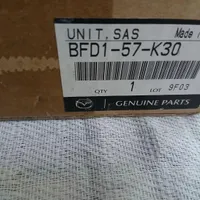 UNIT.SAS Made
BFD1-57-K30
QTY 1 LOT 9F03
GENUINE PARTS